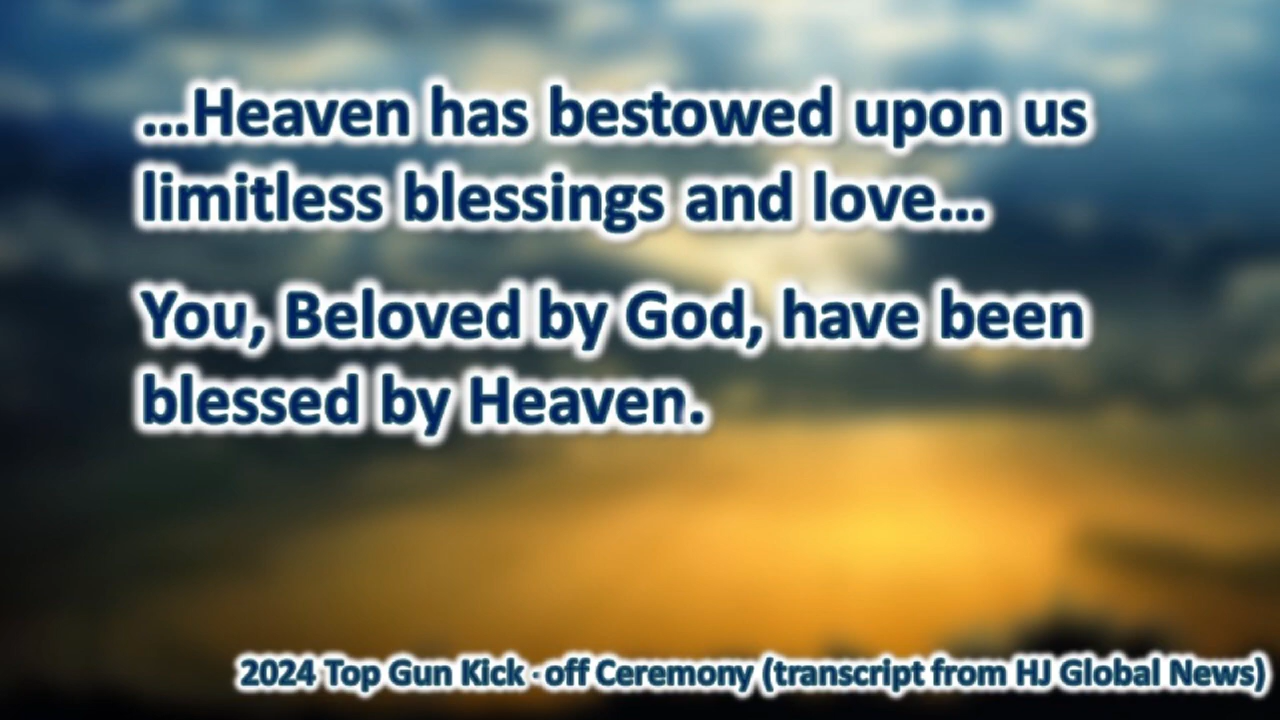 ...Heaven has bestowed upon us
limitless blessings and love...
You, Beloved by God, have been
blessed by Heaven.
2024 Top Gun Kick-off Ceremony (transcript from HJ Global News)